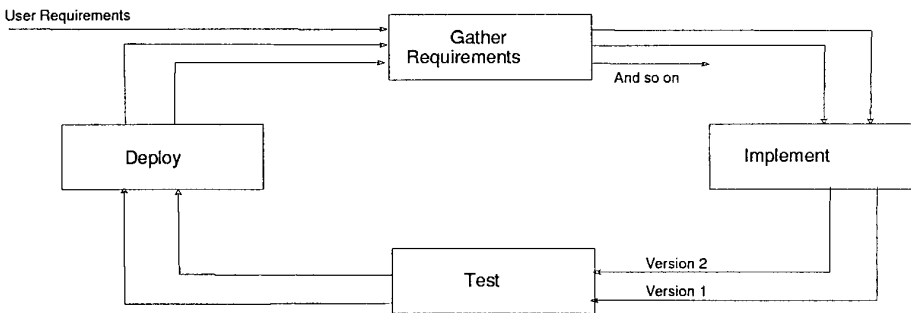 User Requirements
Gather
Requirements
And so on
Deploy
Implement
Test
Version 2
Version 1